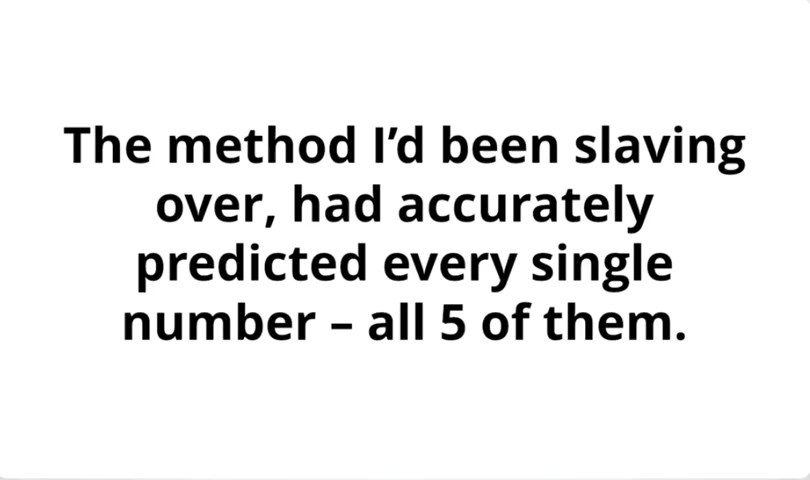 The method I’d been slaving
over, had accurately
predicted every single
number – all 5 of them.